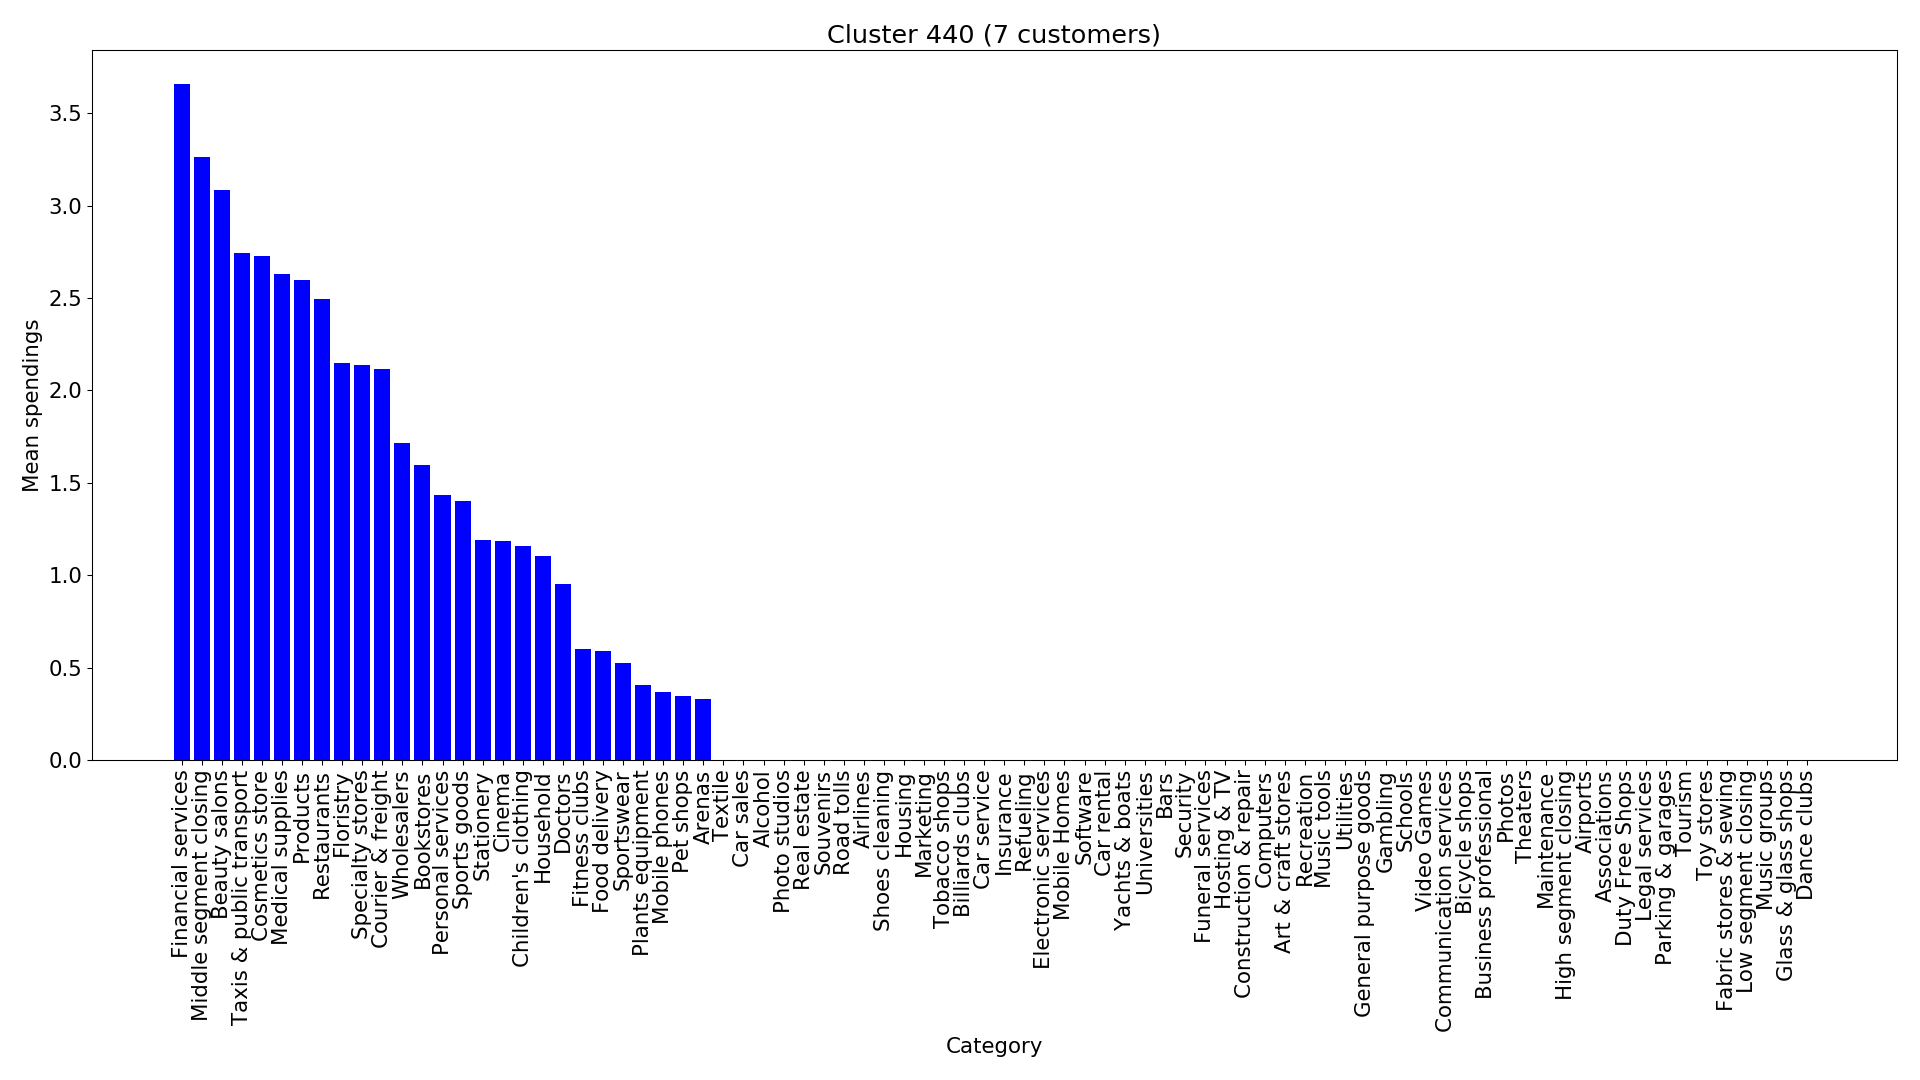 Cluster 440 (7 customers)
Mean spendings
3.5
3.0
2.5
2.0
1.5
1.0
0.5
0.0
Financial services
Middle segment closing
Beauty salons
Taxis & public transport
Cosmetics store
Medical supplies
Products
Restaurants
Floristry
Specialty stores
Courier & freight
Wholesalers
Bookstores
Personal services
Sports goods
Stationery
Cinema
Children's clothing
Household
Doctors
Fitness clubs
Food delivery
Sportswear
Plants equipment
Mobile phones
Pet shops
Arenas
Textile
Car sales
Alcohol
Photo studios
Real estate
Souvenirs
Road tolls
Airlines
Shoes cleaning
Housing
Marketing
Tobacco shops
Billiards clubs
Car service
Insurance
Refueling
Electronic services
Mobile Homes
Software
Car rental
Yachts & boats
Universities
Bars
Security
Funeral services
Hosting & TV
Construction & repair
Computers
Art & craft stores
Recreation
Music tools
Utilities
General purpose goods
Gambling
Schools
Video Games
Communication services
Bicycle shops
Business professional
Photos
Theaters
Maintenance
High segment closing
Airports
Associations
Duty Free Shops
Legal services
Parking & garages
Tourism
Toy stores
Fabric stores & sewing
Low segment closing
Music groups
Glass & glass shops
Dance clubs
Category